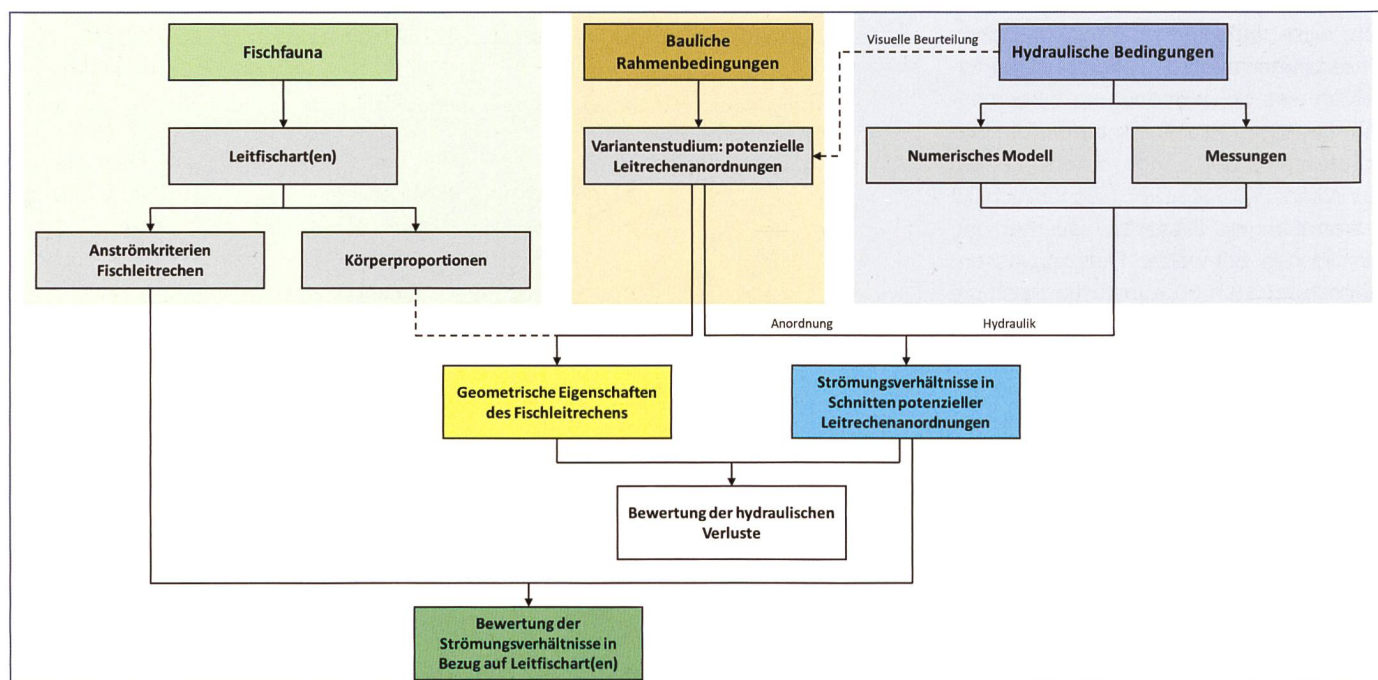 Fischfauna
Bauliche
Rahmenbedingungen
Visuelle Beurteilung
Hydraulische Bedingungen
Leitfischart(en)
Variantenstudium: potenzielle
Leitrechenanordnungen
Numerisches Modell
Messungen
Anströmkriterien
Fischleitrechen
Körperproportionen
Anordnung
Hydraulik
Geometrische Eigenschaften
des Fischleitrechens
Strömungsverhältnisse in
Schnitten potenzieller
Leitrechenanordnungen
Bewertung der hydraulischen
Verluste
Bewertung der
Strömungsverhältnisse in
Bezug auf Leitfischart(en)